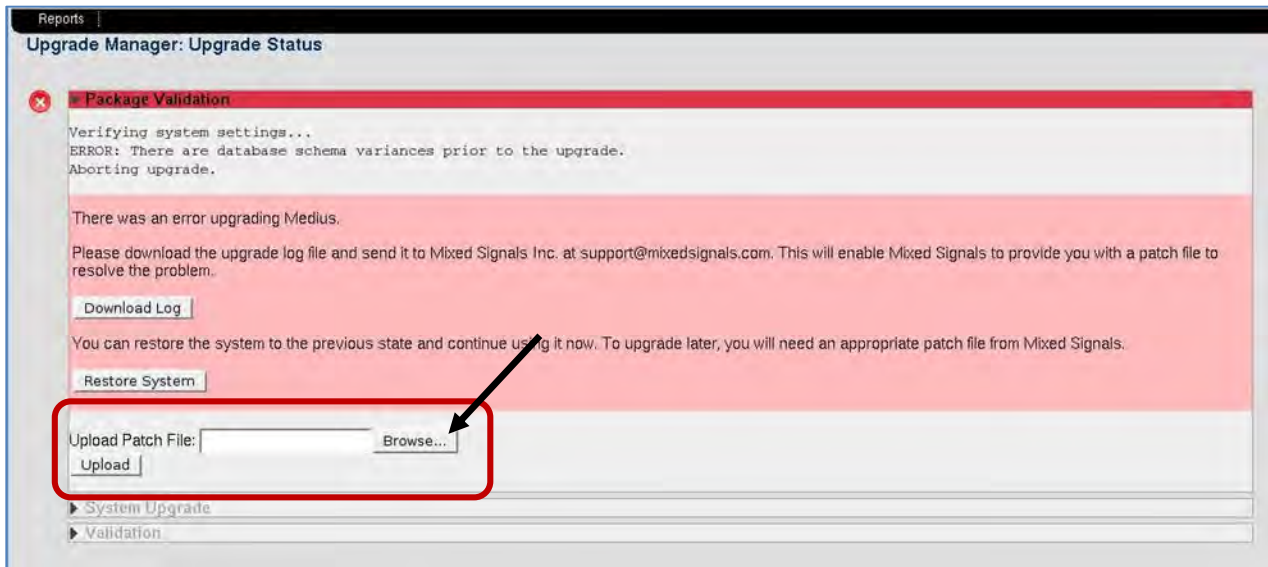 Reports
Upgrade Manager: Upgrade Status
Package Validation
Verifying system settings...
ERROR: There are database schema variances prior to the upgrade.
Aborting upgrade.
There was an error upgrading Medius.
Please download the upgrade log file and send it to Mixed Signals Inc. at support@mixedsignals.com. This will enable Mixed Signals to provide you with a patch file to
resolve the problem.
Download Log
You can restore the system to the previous state and continue using it now. To upgrade later, you will need an appropriate patch file from Mixed Signals.
Restore System
Upload Patch File: Browse...
Upload
System Upgrade
Validation